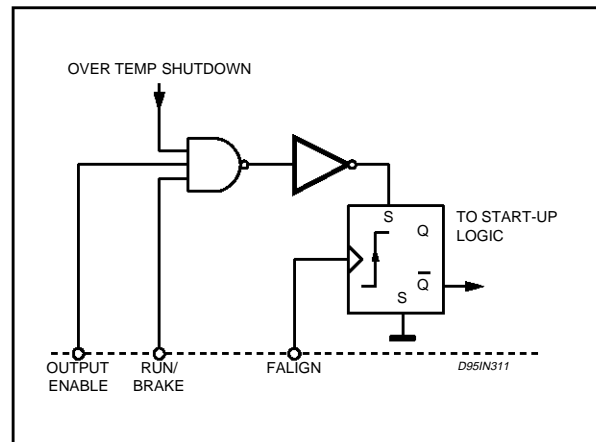 OVER TEMP SHUTDOWN
S
Q
TO START-UP
LOGIC
S
Q̅
OUTPUT
ENABLE
RUN/
BRAKE
FALIGN
D95IN311